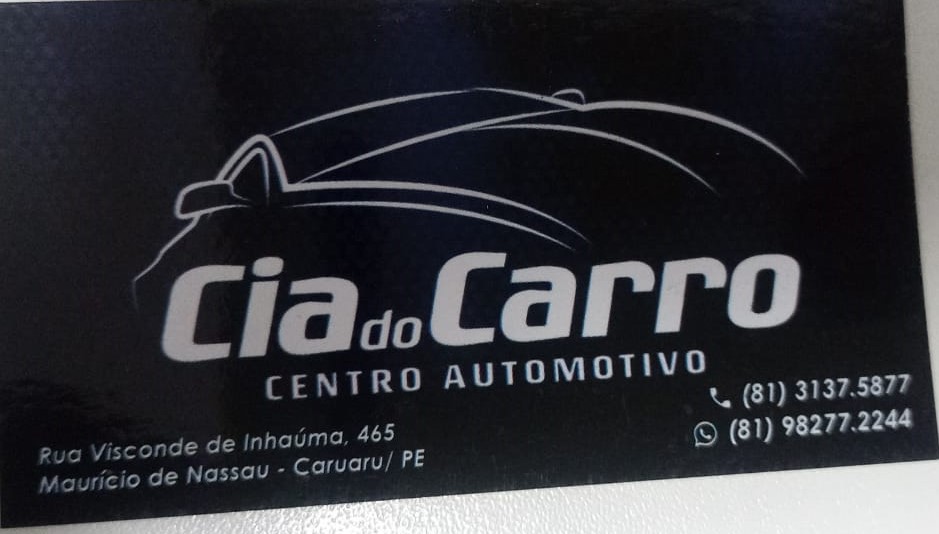 Cia do Carro
CENTRO AUTOMOTIVO
(81) 3137.5877
(81) 98277.2244
Rua Visconde de Inhaúma, 465
Maurício de Nassau - Caruaru/ PE